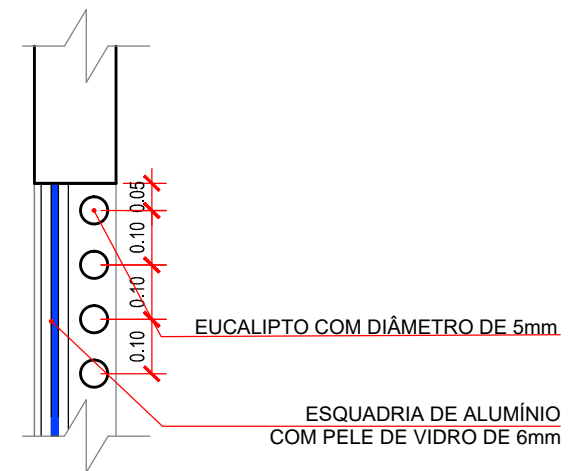 0.05
0.10
0.10
0.10
EUCALIPTO COM DIÂMETRO DE 5mm
ESQUADRIA DE ALUMÍNIO
COM PELE DE VIDRO DE 6mm